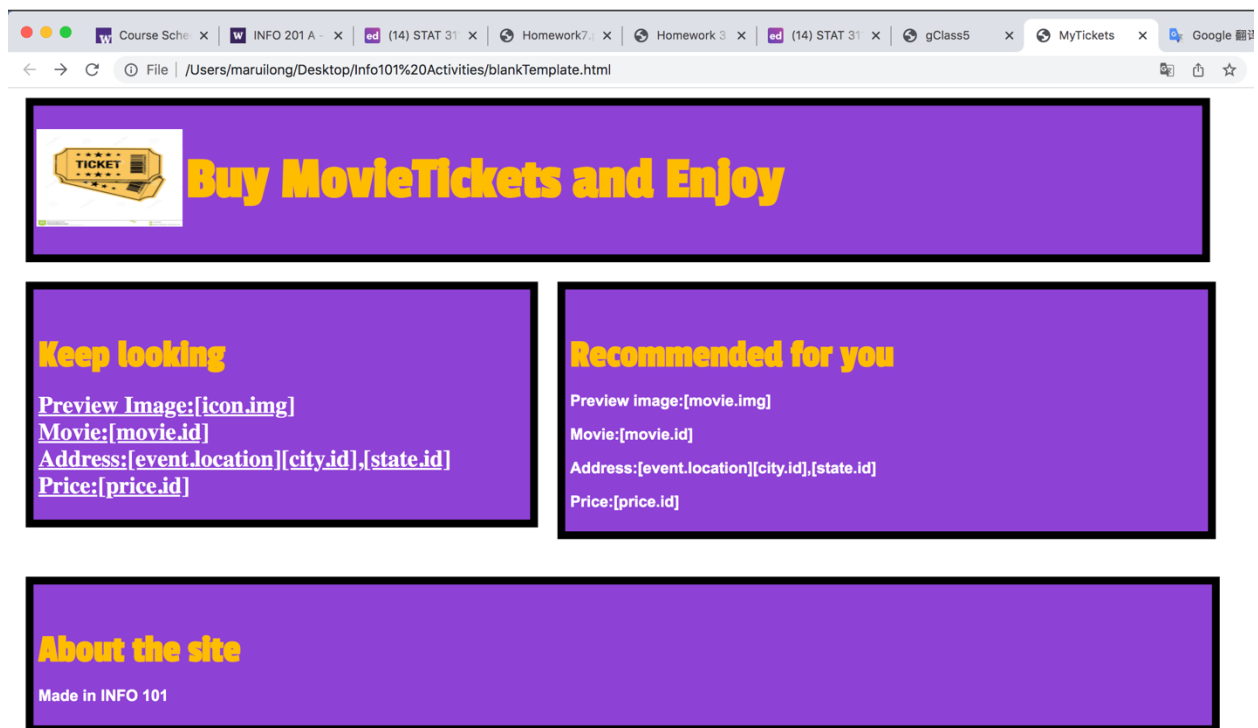 Course Sche
INFO 201 A -
(14) STAT 31
Homework7.
Homework 3
(14) STAT 31
gClass5
MyTickets
Google 翻译
File | /Users/maruilong/Desktop/Info101%20Activities/blankTemplate.html
TICKET
Buy MovieTickets and Enjoy
Keep looking
Preview Image:[icon.img]
Movie:[movie.id]
Address:[event.location][city.id],[state.id]
Price:[price.id]
Recommended for you
Preview image:[movie.img]
Movie:[movie.id]
Address:[event.location][city.id],[state.id]
Price:[price.id]
About the site
Made in INFO 101